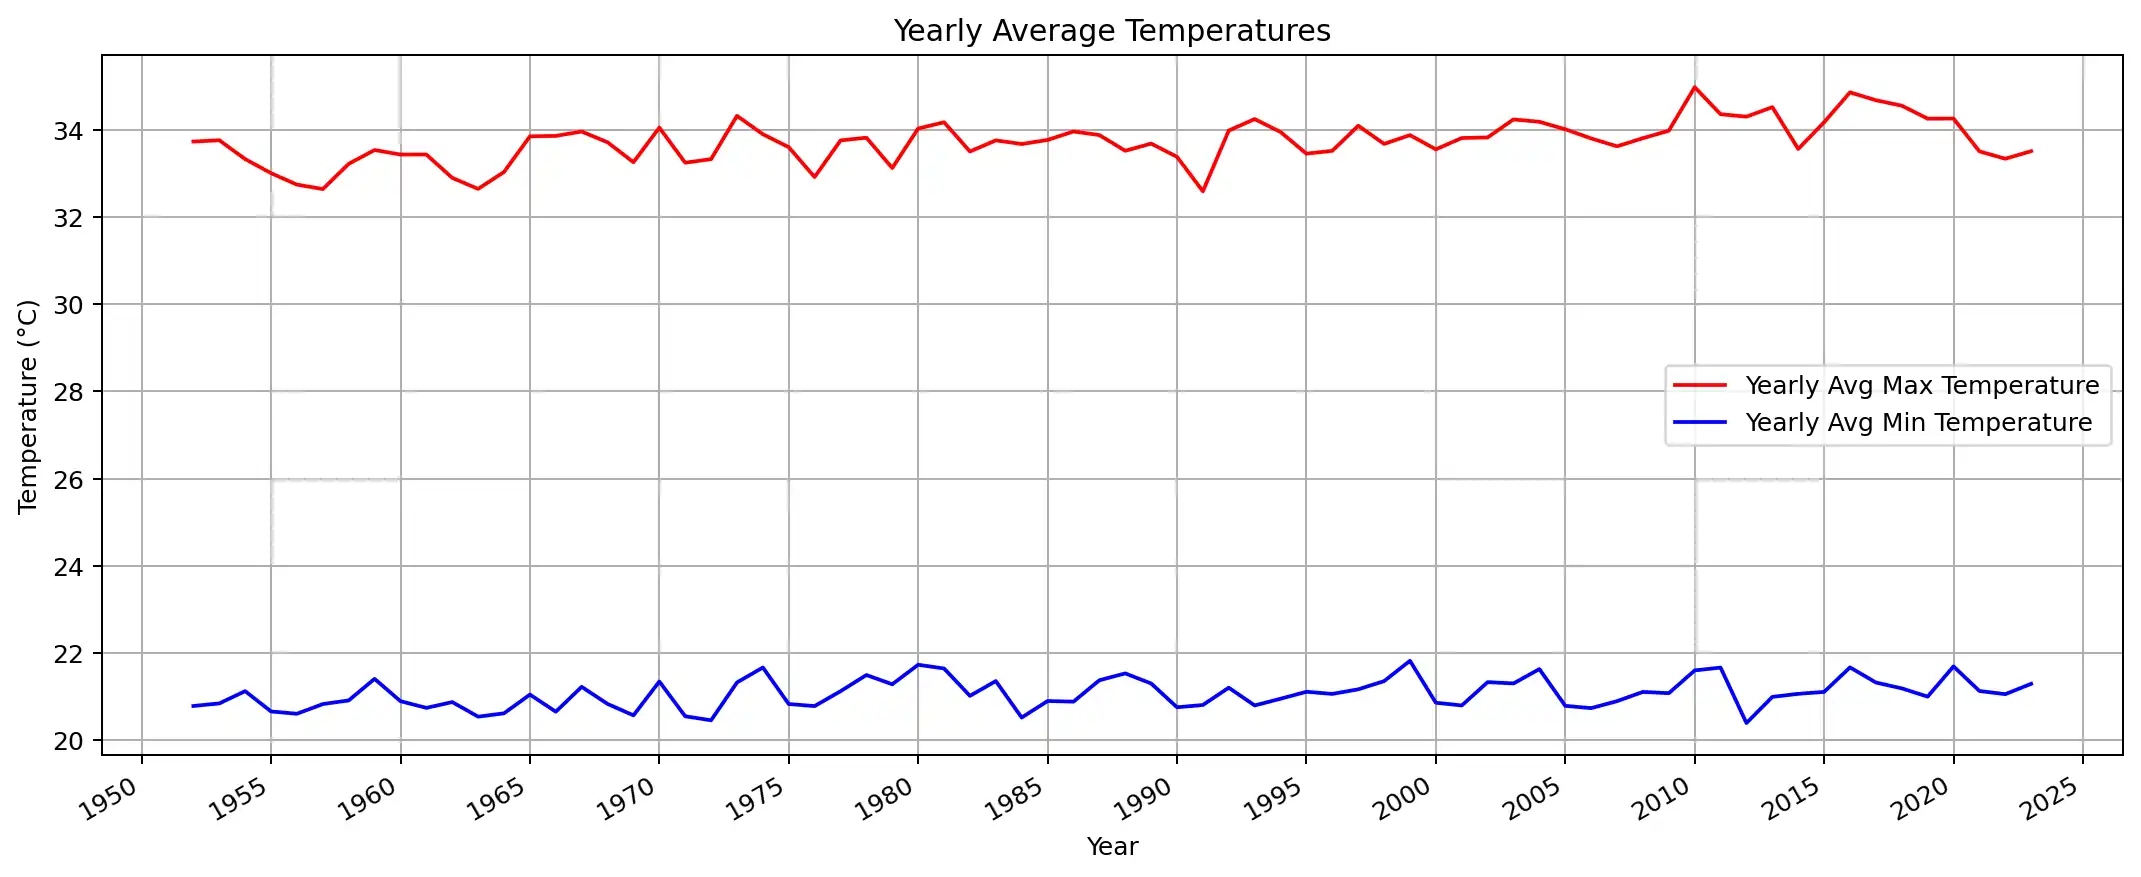 Yearly Average Temperatures
Temperature (°C)
34
32
30
28
26
24
22
20
Yearly Avg Max Temperature
Yearly Avg Min Temperature
1950 1955 1960 1965 1970 1975 1980 1985 1990 1995 2000 2005 2010 2015 2020 2025
Year